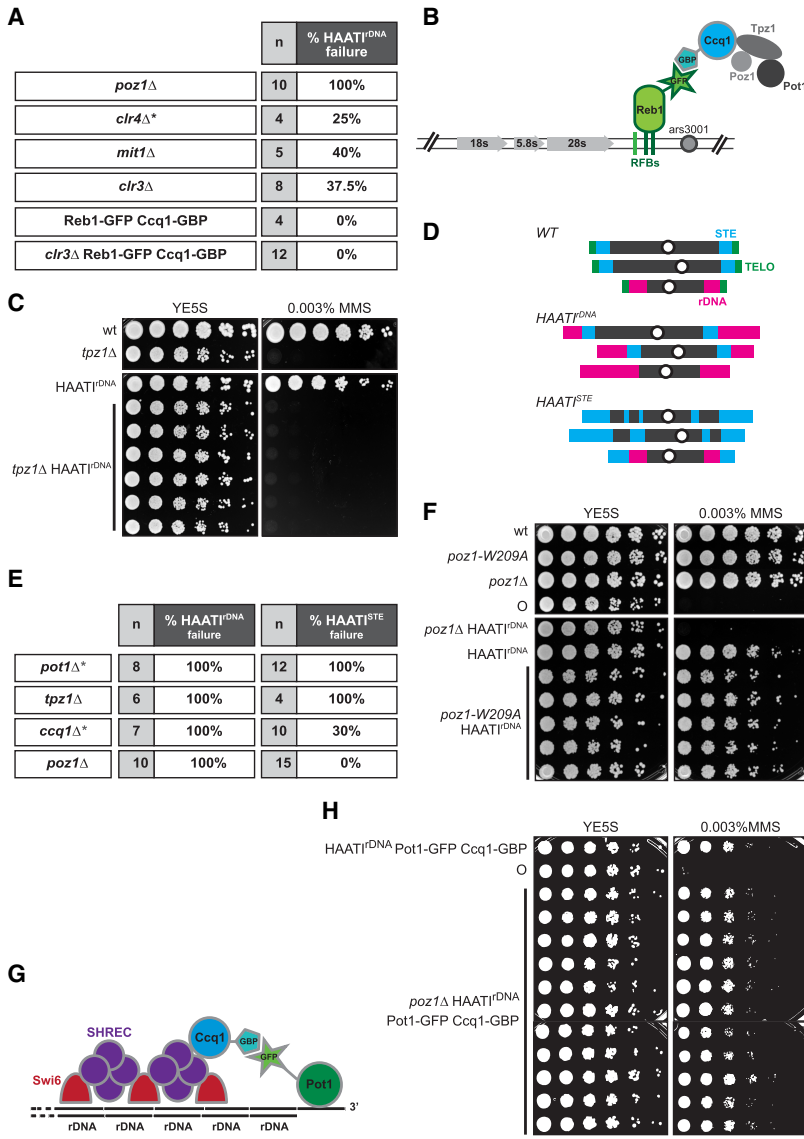 A
n
% HAATI^rDNA failure
poz1Δ 10 100%
clr4Δ* 4 25%
mit1Δ 5 40%
clr3Δ 8 37.5%
Reb1-GFP Ccq1-GBP 4 0%
clr3Δ Reb1-GFP Ccq1-GBP 12 0%
B
Ccq1
Tpz1
GBP
GFP
Poz1
Pot1
Reb1
ars3001
18s 5.8s 28s
RFBs
C
YE5S 0.003% MMS
wt
tpz1Δ
HAATI^rDNA
tpz1Δ HAATI^rDNA
D
WT
STE
TELO
rDNA
HAATI^rDNA
HAATI^STE
E
n
% HAATI^rDNA failure
n
% HAATI^STE failure
pot1Δ* 8 100% 12 100%
tpz1Δ 6 100% 4 100%
ccq1Δ* 7 100% 10 30%
poz1Δ 10 100% 15 0%
F
YE5S 0.003% MMS
wt
poz1-W209A
poz1Δ
O
poz1Δ HAATI^rDNA
HAATI^rDNA
poz1-W209A
HAATI^rDNA
G
SHREC
Ccq1
GBP
GFP
Swi6
Pot1
3'
rDNA rDNA rDNA rDNA rDNA
H
YE5S 0.003%MMS
HAATI^rDNA Pot1-GFP Ccq1-GBP
O
poz1Δ HAATI^rDNA
Pot1-GFP Ccq1-GBP